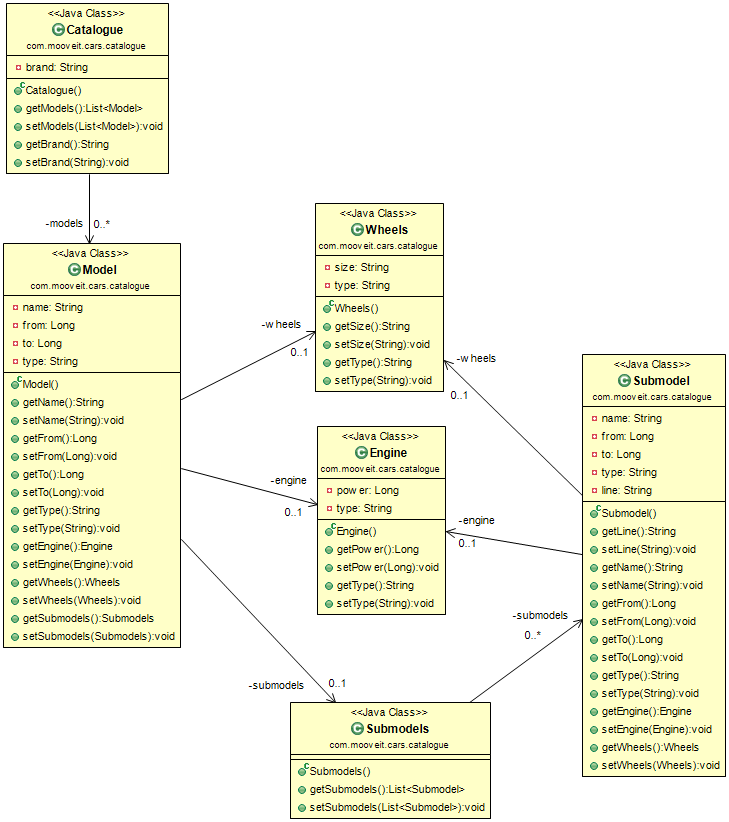 <<Java Class>>
Catalogue
com.mooveit.cars.catalogue
brand: String
Catalogue()
getModels():List<Model>
setModels(List<Model>):void
getBrand():String
setBrand(String):void
-models 0..*
<<Java Class>>
Model
com.mooveit.cars.catalogue
name: String
from: Long
to: Long
type: String
Model()
getName():String
setName(String):void
getFrom():Long
setFrom(Long):void
getTo():Long
setTo(Long):void
getType():String
setType(String):void
getEngine():Engine
setEngine(Engine):void
getWheels():Wheels
setWheels(Wheels):void
getSubmodels():Submodels
setSubmodels(Submodels):void
-wheels
0..1
-engine
0..1
-submodels
0..1
<<Java Class>>
Wheels
com.mooveit.cars.catalogue
size: String
type: String
Wheels()
getSize():String
setSize(String):void
getType():String
setType(String):void
<<Java Class>>
Engine
com.mooveit.cars.catalogue
power: Long
type: String
Engine()
getPower():Long
setPower(Long):void
getType():String
setType(String):void
<<Java Class>>
Submodels
com.mooveit.cars.catalogue
Submodels()
getSubmodels():List<Submodel>
setSubmodels(List<Submodel>):void
-wheels
0..1
-engine
0..1
-submodels
0..*
<<Java Class>>
Submodel
com.mooveit.cars.catalogue
name: String
from: Long
to: Long
type: String
line: String
Submodel()
getLine():String
setLine(String):void
getName():String
setName(String):void
getFrom():Long
setFrom(Long):void
getTo():Long
setTo(Long):void
getType():String
setType(String):void
getEngine():Engine
setEngine(Engine):void
getWheels():Wheels
setWheels(Wheels):void